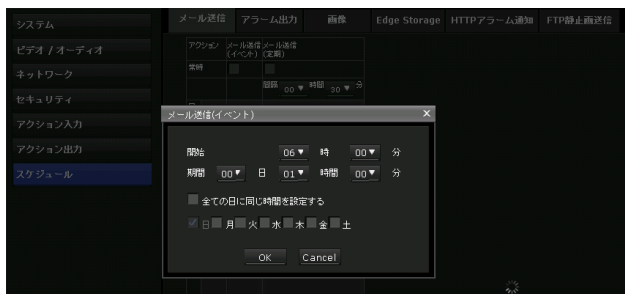 システム
ビデオ / オーディオ
ネットワーク
セキュリティ
アクション入力
アクション出力
スケジュール
メール送信 アラーム出力 画像 Edge Storage HTTPアラーム通知 FTP静止画送信
アクション メール送信(イベント) メール送信(定期)
常時
間隔 00 ▼ 時間 30 ▼ 分
メール送信(イベント) X
開始 06 ▼ 時 00 ▼ 分
期間 00 ▼ 日 01 ▼ 時間 00 ▼ 分
全ての日に同じ時間を設定する
日 月 火 水 木 金 土
OK Cancel